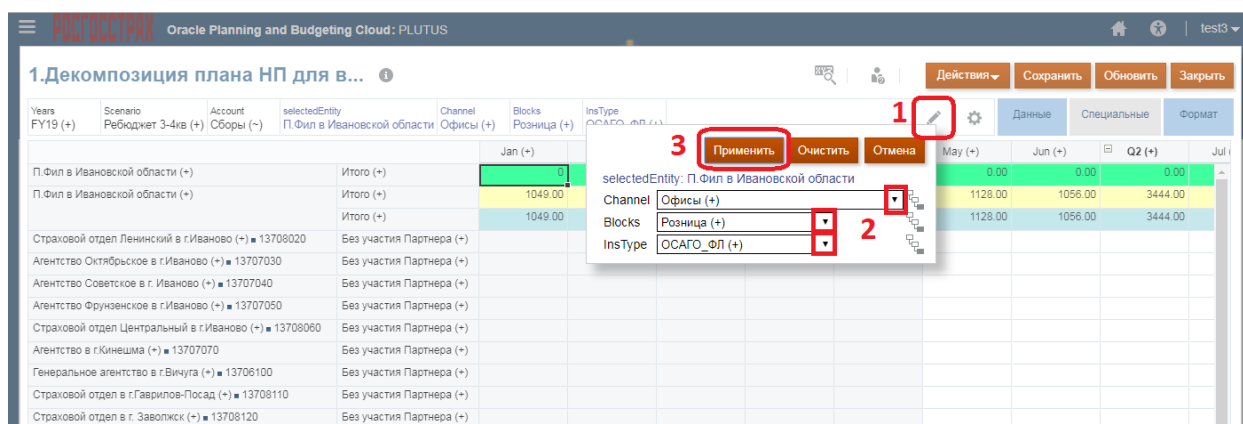 РОСГОССТРАХ Oracle Planning and Budgeting Cloud: PLUTUS test3
1.Декомпозиция плана НП для в... Действия Сохранить Обновить Закрыть
Years Scenario Account selectedEntity Channel Blocks InsType
FY19 (+) Ребюджет 3-4кв (+) Сборы (~) П.Фил в Ивановской области Офисы (+) Розница (+) ОСАГО_ФЛ (+) 1 Данные Специальные Формат
3 Применить Очистить Отмена
Jan (+) May (+) Jun (+) Q2 (+) Jul
selectedEntity: П.Фил в Ивановской области
Channel Офисы (+)
Blocks Розница (+) 2
InsType ОСАГО_ФЛ (+)
П.Фил в Ивановской области (+) Итого (+) 0 0.00 0.00 0.00
П.Фил в Ивановской области (+) Итого (+) 1049.00 1128.00 1056.00 3444.00
Итого (+) 1049.00 1128.00 1056.00 3444.00
Страховой отдел Ленинский в г.Иваново (+) 13708020 Без участия Партнера (+)
Агентство Октябрьское в г.Иваново (+) 13707030 Без участия Партнера (+)
Агентство Советское в г. Иваново (+) 13707040 Без участия Партнера (+)
Агентство Фрунзенское в г.Иваново (+) 13707050 Без участия Партнера (+)
Страховой отдел Центральный в г.Иваново (+) 13708060 Без участия Партнера (+)
Агентство в г.Кинешма (+) 13707070 Без участия Партнера (+)
Генеральное агентство в г.Вичуга (+) 13706100 Без участия Партнера (+)
Страховой отдел в г.Гаврилов-Посад (+) 13708110 Без участия Партнера (+)
Страховой отдел в г. Заволжск (+) 13708120 Без участия Партнера (+)